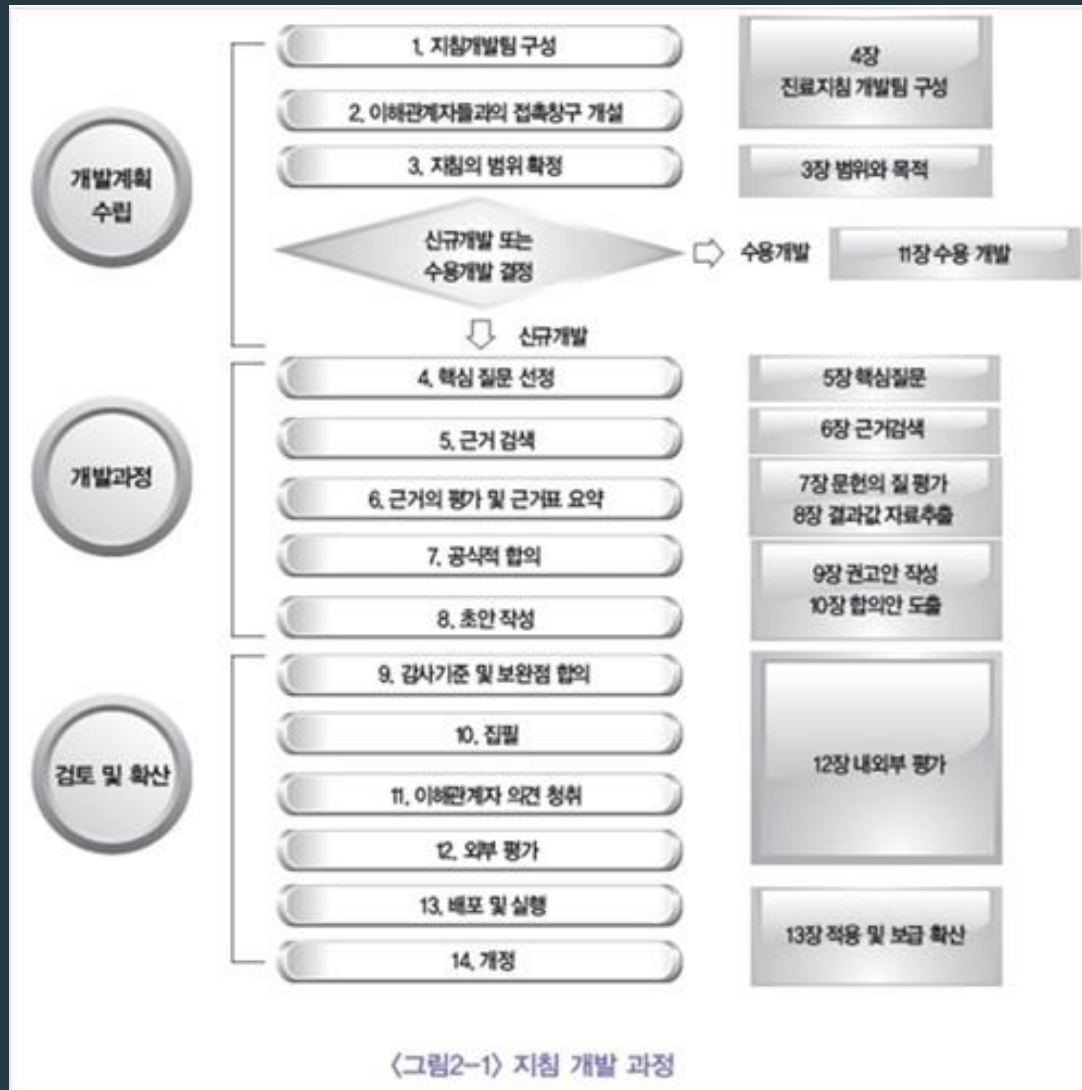 개발계획
수립
1. 지침개발팀 구성
2. 이해관계자들과의 접촉창구 개설
3. 지침의 범위 확정
신규개발 또는
수용개발 결정
수용개발
신규개발
4장
진료지침 개발팀 구성
3장 범위와 목적
11장 수용 개발
개발과정
4. 핵심 질문 선정
5. 근거 검색
6. 근거의 평가 및 근거표 요약
7. 공식적 합의
8. 초안 작성
5장 핵심질문
6장 근거검색
7장 문헌의 질 평가
8장 결과값 자료추출
9장 권고안 작성
10장 합의안 도출
검토 및 확산
9. 감사기준 및 보완점 합의
10. 집필
11. 이해관계자 의견 청취
12. 외부 평가
13. 배포 및 실행
14. 개정
12장 내외부 평가
13장 적용 및 보급 확산
<그림2-1> 지침 개발 과정